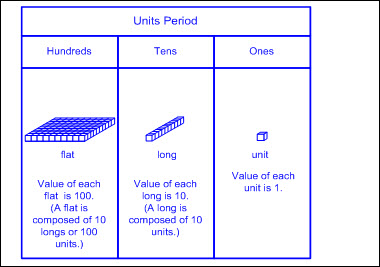 Units Period
Hundreds
Tens
Ones
flat
long
unit
Value of each
flat is 100.
(A flat is
composed of 10
longs or 100
units.)
Value of each
long is 10.
(A long is
composed of 10
units.)
Value of each
unit is 1.